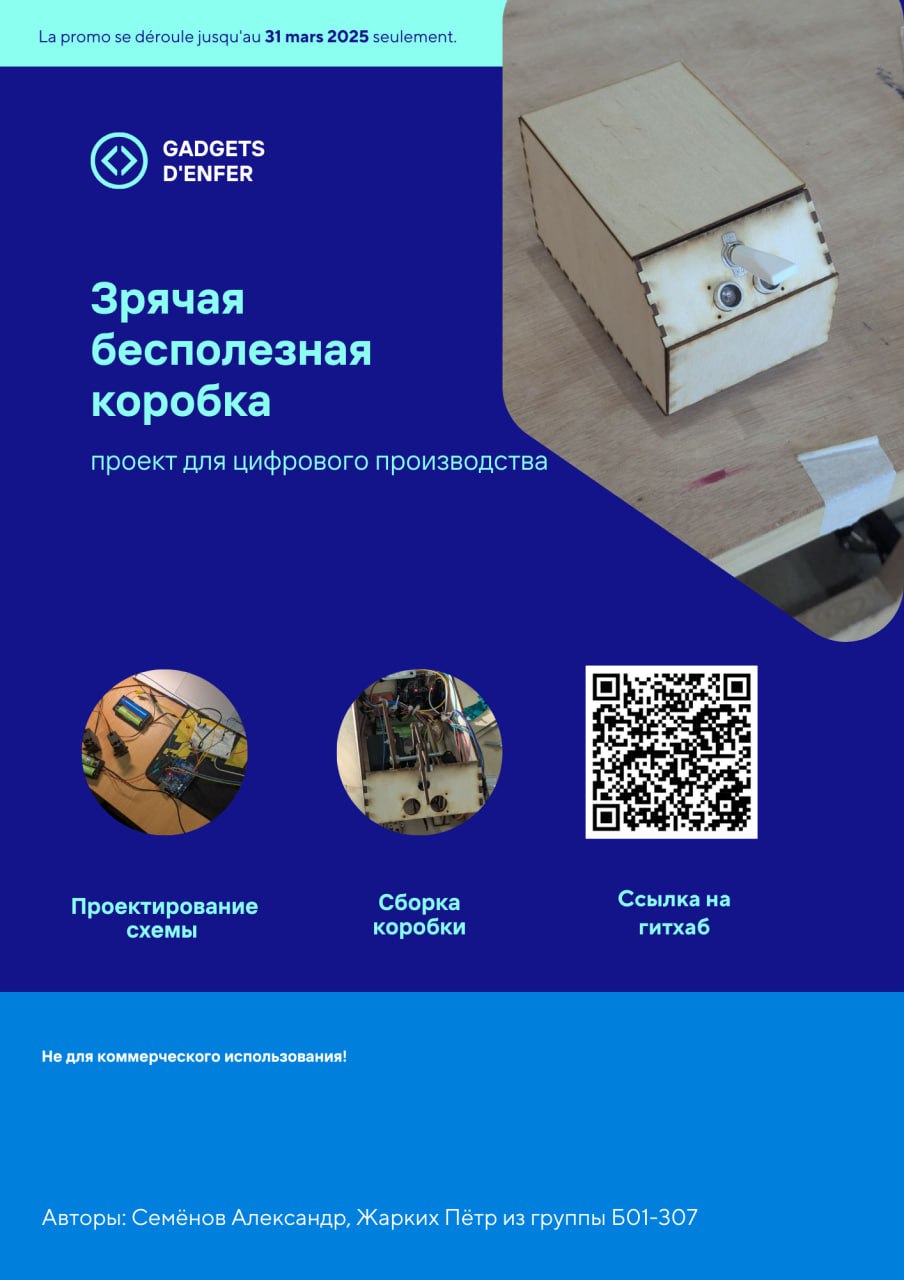 La promo se déroule jusqu'au 31 mars 2025 seulement.
GADGETS
D'ENFER
Зрячая
бесполезная
коробка
проект для цифрового производства
Проектирование
схемы
Сборка
коробки
Ссылка на
гитхаб
Не для коммерческого использования!
Авторы: Семёнов Александр, Жарких Пётр из группы Б01-307